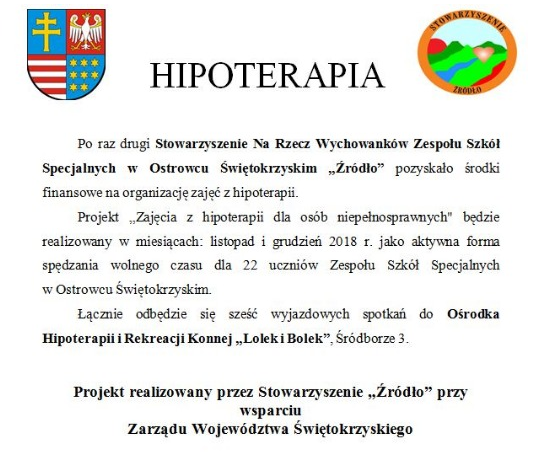 STOWARZYSZENIE
ŹRÓDŁO
HIPOTERAPIA
Po raz drugi Stowarzyszenie Na Rzecz Wychowanków Zespołu Szkół
Specjalnych w Ostrowcu Świętokrzyskim „Źródło” pozyskało środki
finansowe na organizację zajęć z hipoterapii.
Projekt „Zajęcia z hipoterapii dla osób niepełnosprawnych" będzie
realizowany w miesiącach: listopad i grudzień 2018 r. jako aktywna forma
spędzania wolnego czasu dla 22 uczniów Zespołu Szkół Specjalnych
w Ostrowcu Świętokrzyskim.
Łącznie odbędzie się sześć wyjazdowych spotkań do Ośrodka
Hipoterapii i Rekreacji Konnej „Lolek i Bolek”, Śródborze 3.
Projekt realizowany przez Stowarzyszenie „Źródło” przy
wsparciu
Zarządu Województwa Świętokrzyskiego